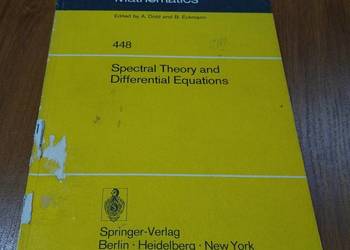 Mathematics
Edited by A. Dold and B. Eckmann
448
Spectral Theory and
Differential Equations
Springer-Verlag
Berlin · Heidelberg · New York